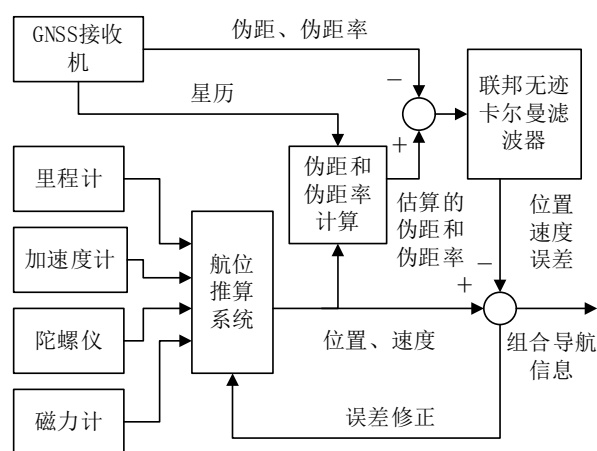 GNSS接收
机
伪距、伪距率
星历
联邦无迹
卡尔曼滤
波器
−
+
伪距和
伪距率
计算
里程计
加速度计
陀螺仪
磁力计
航位
推算
系统
估算的
伪距和
伪距率
位置
速度
误差
−
+
位置、速度
组合导航
信息
误差修正